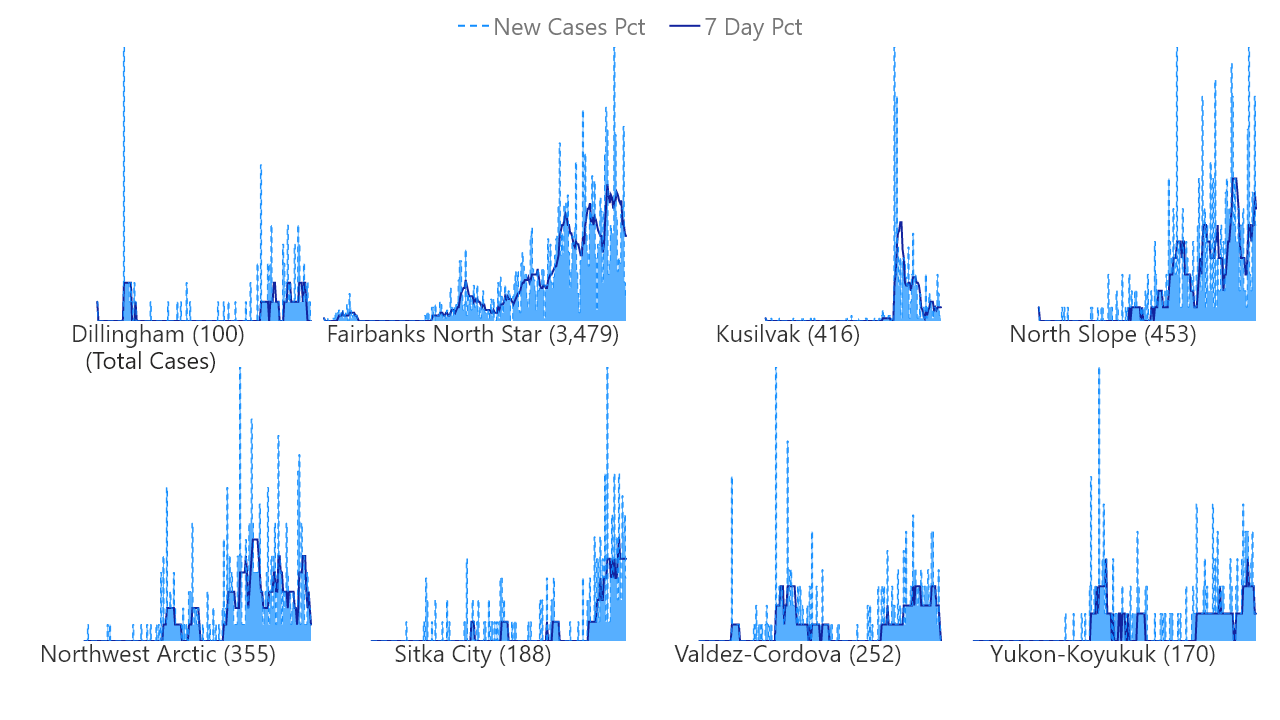 New Cases Pct 7 Day Pct
Dillingham (100) Fairbanks North Star (3,479) Kusilvak (416) North Slope (453)
(Total Cases)
Northwest Arctic (355) Sitka City (188) Valdez-Cordova (252) Yukon-Koyukuk (170)